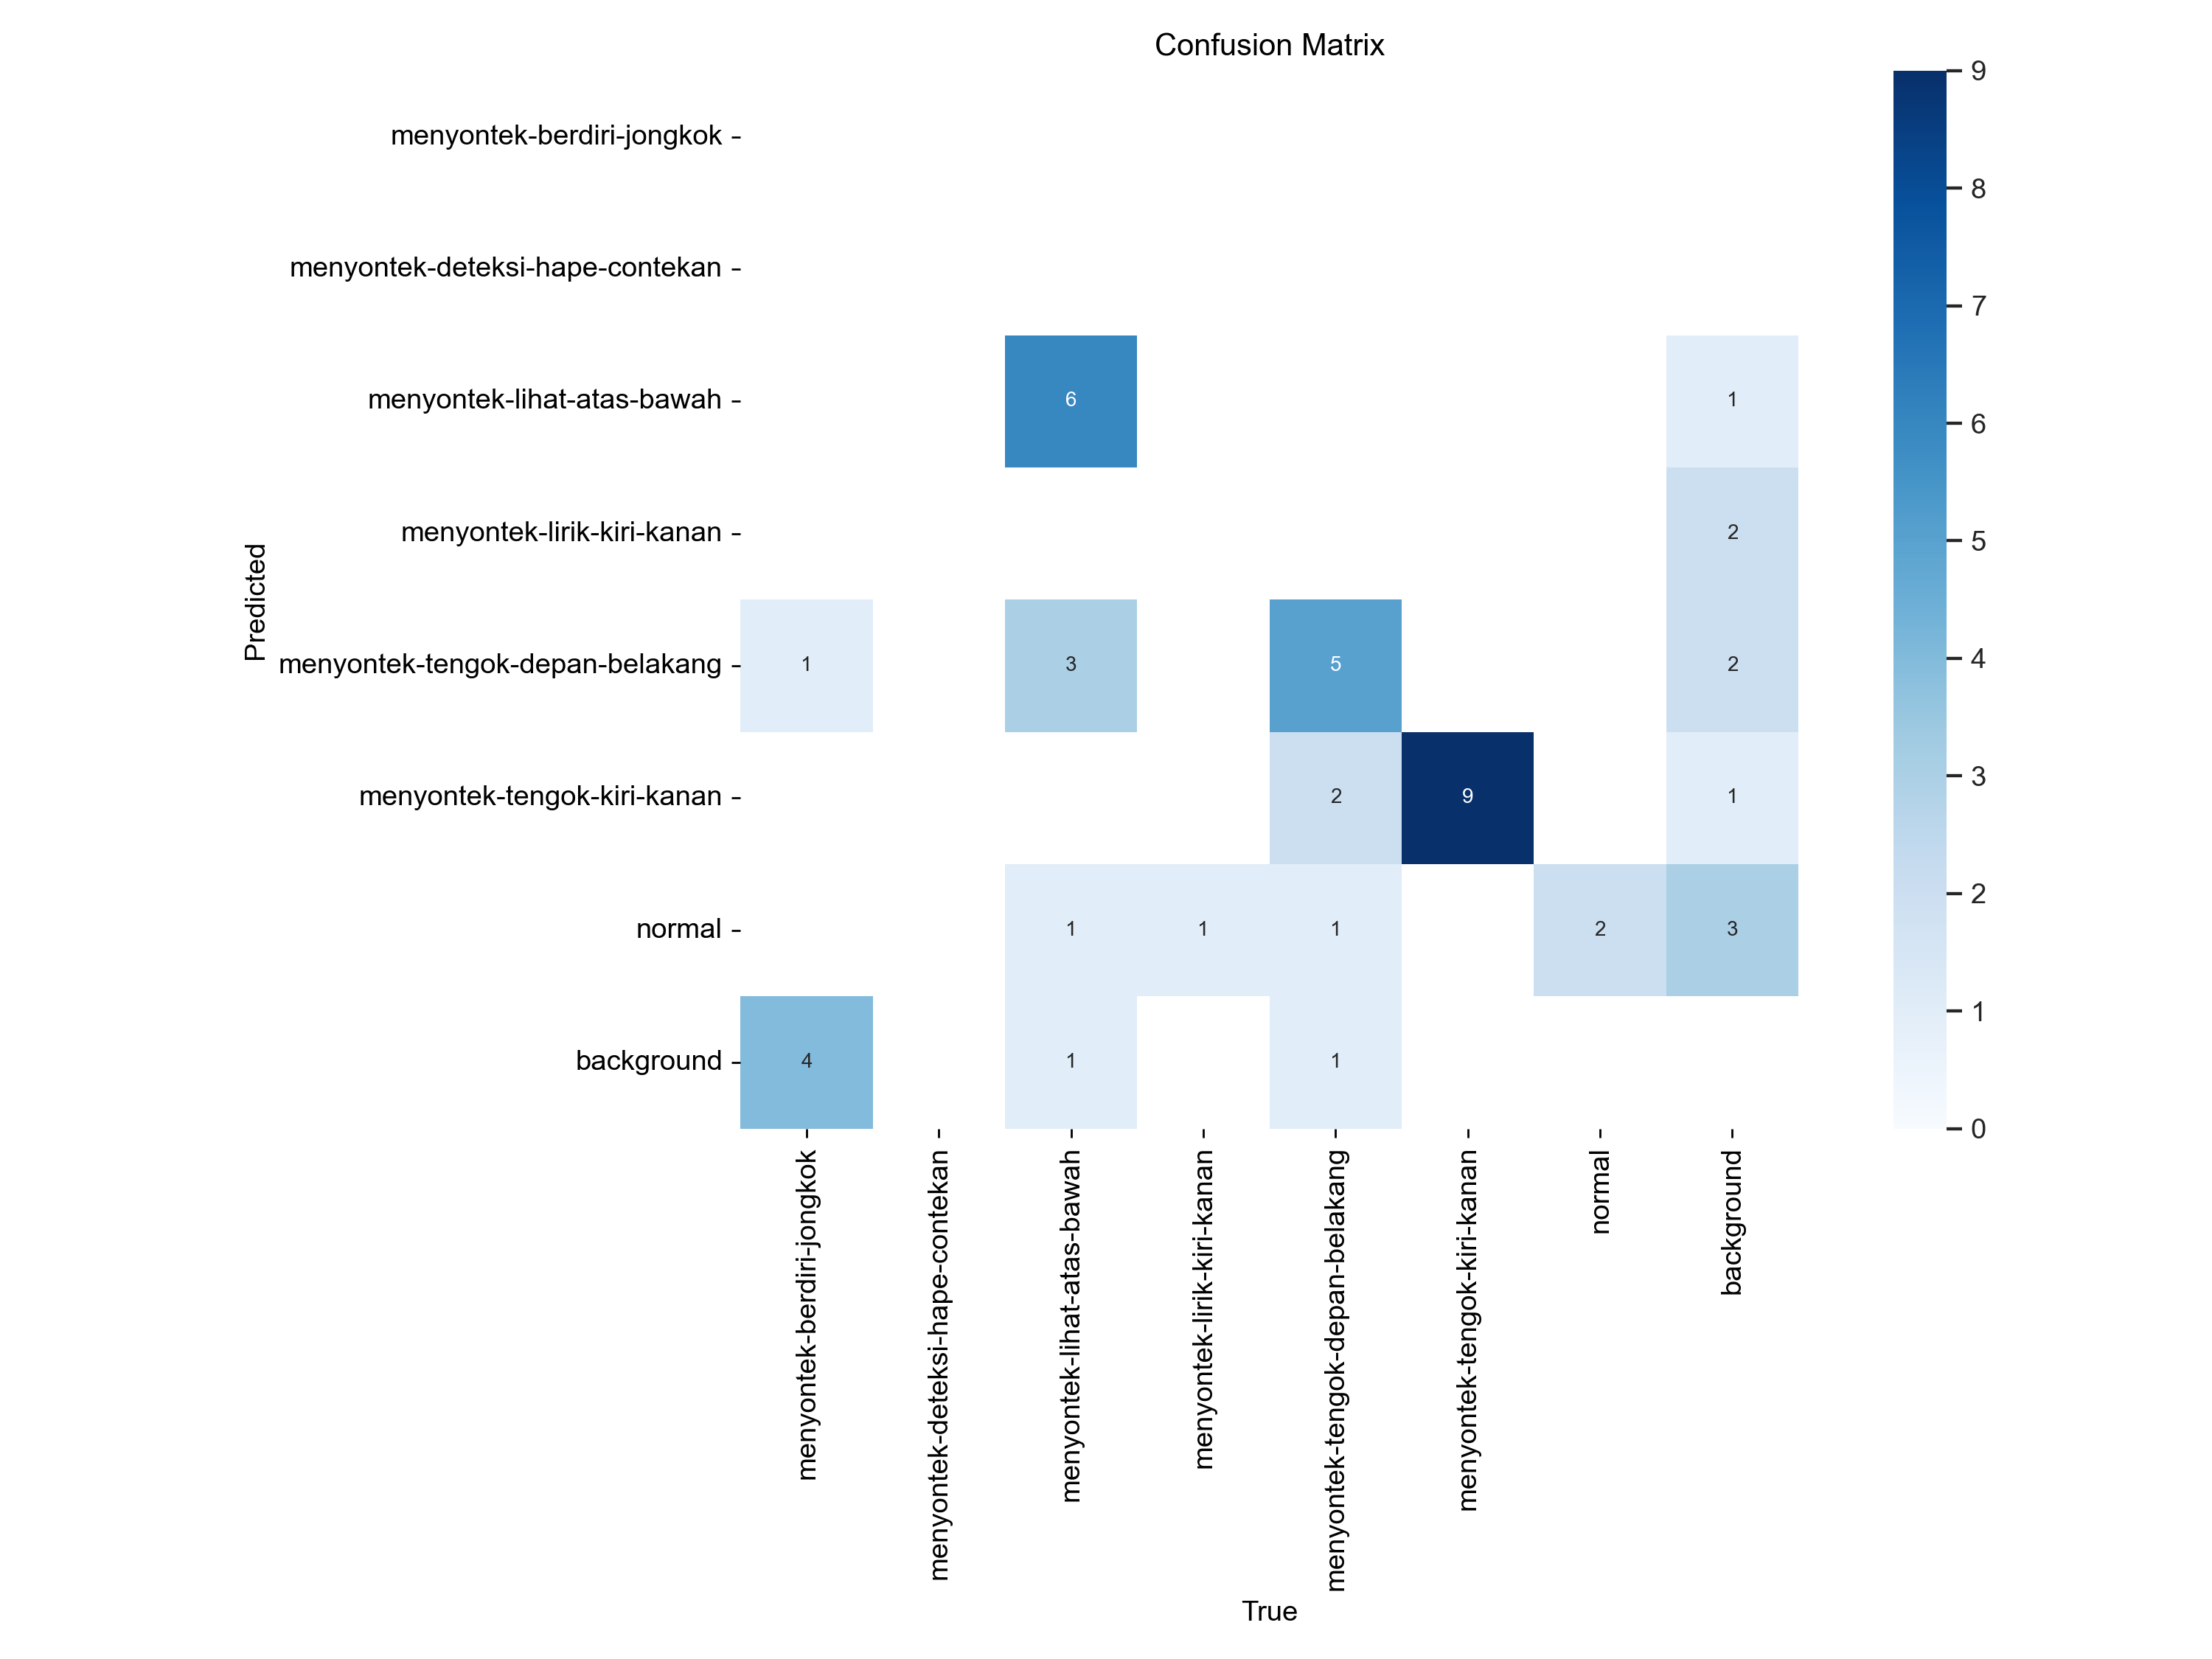 Confusion Matrix
menyontek-berdiri-jongkok
menyontek-deteksi-hape-contekan
menyontek-lihat-atas-bawah 6 1
menyontek-lirik-kiri-kanan 2
menyontek-tengok-depan-belakang 1 3 5 2
menyontek-tengok-kiri-kanan 2 9 1
normal 1 1 1 2 3
background 4 1 1
Predicted
menyontek-berdiri-jongkok
menyontek-deteksi-hape-contekan
menyontek-lihat-atas-bawah
menyontek-lirik-kiri-kanan
menyontek-tengok-depan-belakang
menyontek-tengok-kiri-kanan
normal
background
True
9
8
7
6
5
4
3
2
1
0